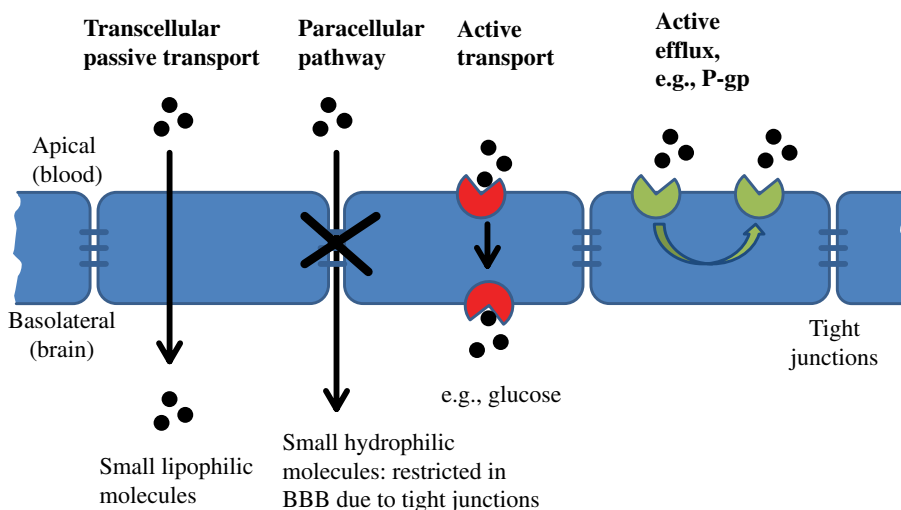 Transcellular
passive transport
Paracellular
pathway
Active
transport
Active
efflux,
e.g., P-gp
Apical
(blood)
Basolateral
(brain)
Tight
junctions
e.g., glucose
Small lipophilic
molecules
Small hydrophilic
molecules: restricted in
BBB due to tight junctions